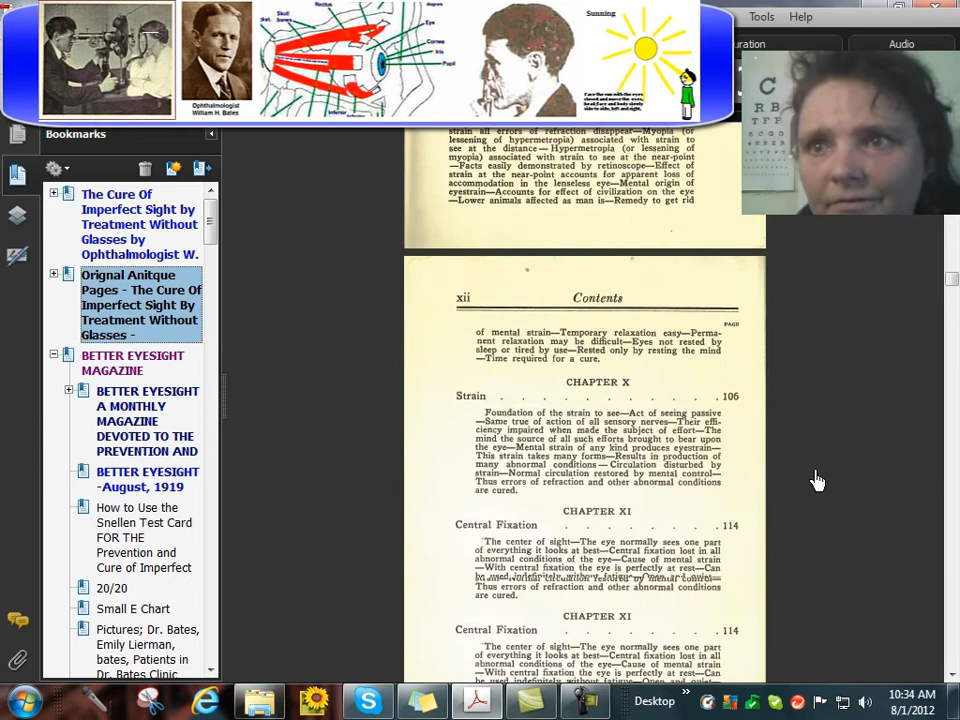 Tools Help
Audio
Ophthalmologist
William H. Bates
Skull
bones
Rectus
Eye
Cornea
Iris
Pupil
Sunning
C
R B
T F P
Bookmarks
The Cure Of
Imperfect Sight by
Treatment Without
Glasses by
Ophthalmologist W.
Orignal Anitque
Pages - The Cure Of
Imperfect Sight By
Treatment Without
Glasses -
BETTER EYESIGHT
MAGAZINE
BETTER EYESIGHT
A MONTHLY
MAGAZINE
DEVOTED TO THE
PREVENTION AND
BETTER EYESIGHT
-August, 1919
How to Use the
Snellen Test Card
FOR THE
Prevention and
Cure of Imperfect
20/20
Small E Chart
Pictures; Dr. Bates,
Emily Lierman,
bates, Patients in
Dr. Bates Clinic
strain all errors of refraction disappear—Myopia (or
lessening of hypermetropia) associated with strain to
see at the distance—Hypermetropia (or lessening of
myopia) associated with strain to see at the near-point
—Facts easily demonstrated by retinoscope—Effect of
strain at the near-point accounts for apparent loss of
accommodation in the lenseless eye—Mental origin of
eyestrain—Accounts for effect of civilization on the eye
—Lower animals affected as man is—Remedy to get rid
xii Contents
PAGE
of mental strain—Temporary relaxation easy—Perma-
nent relaxation may be difficult—Eyes not rested by
sleep or tired by use—Rested only by resting the mind
—Time required for a cure.
CHAPTER X
Strain . . . . . . . . 106
Foundation of the strain to see—Act of seeing passive
—Same true of action of all sensory nerves—Their effi-
ciency impaired when made the subject of effort—The
mind the source of all such efforts brought to bear upon
the eye—Mental strain of any kind produces eyestrain—
This strain takes many forms—Results in production of
many abnormal conditions—Circulation disturbed by
strain—Normal circulation restored by mental control—
Thus errors of refraction and other abnormal conditions
are cured.
CHAPTER XI
Central Fixation . . . . . . . 114
The center of sight—The eye normally sees one part
of everything it looks at best—Central fixation lost in all
abnormal conditions of the eye—Cause of mental strain
—With central fixation the eye is perfectly at rest—Can
Thus errors of refraction and other abnormal conditions
are cured.
CHAPTER XI
Central Fixation . . . . . . . 114
The center of sight—The eye normally sees one part
of everything it looks at best—Central fixation lost in all
abnormal conditions of the eye—Cause of mental strain
—With central fixation the eye is perfectly at rest—Can
Desktop
10:34 AM
8/1/2012